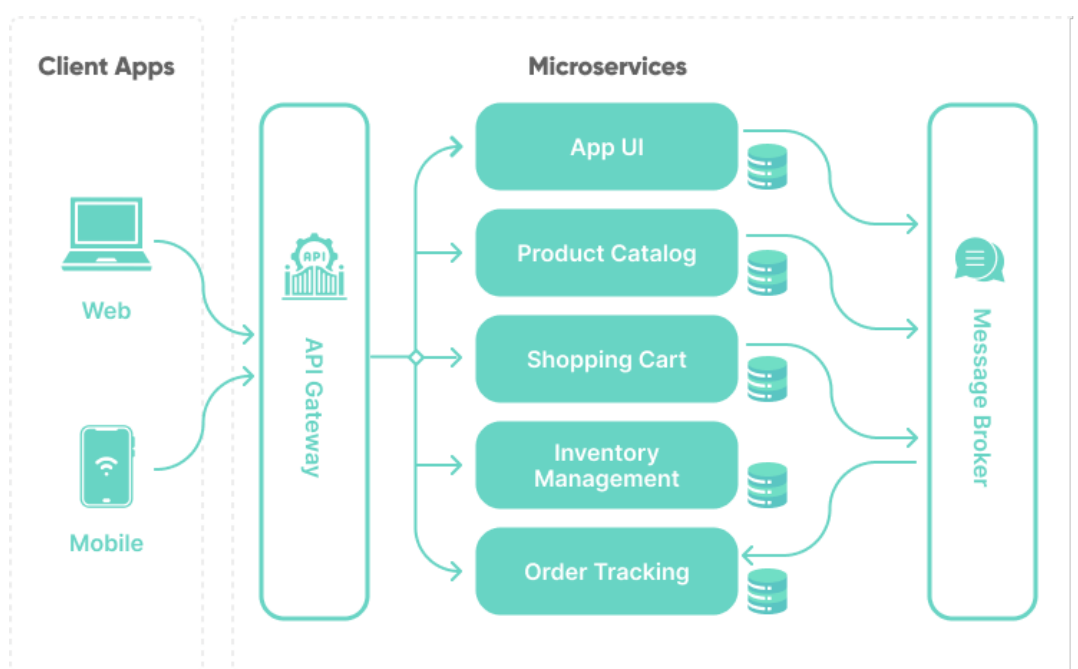 Client Apps
Microservices
Web
Mobile
API
API Gateway
App UI
Product Catalog
Shopping Cart
Inventory
Management
Order Tracking
Message Broker